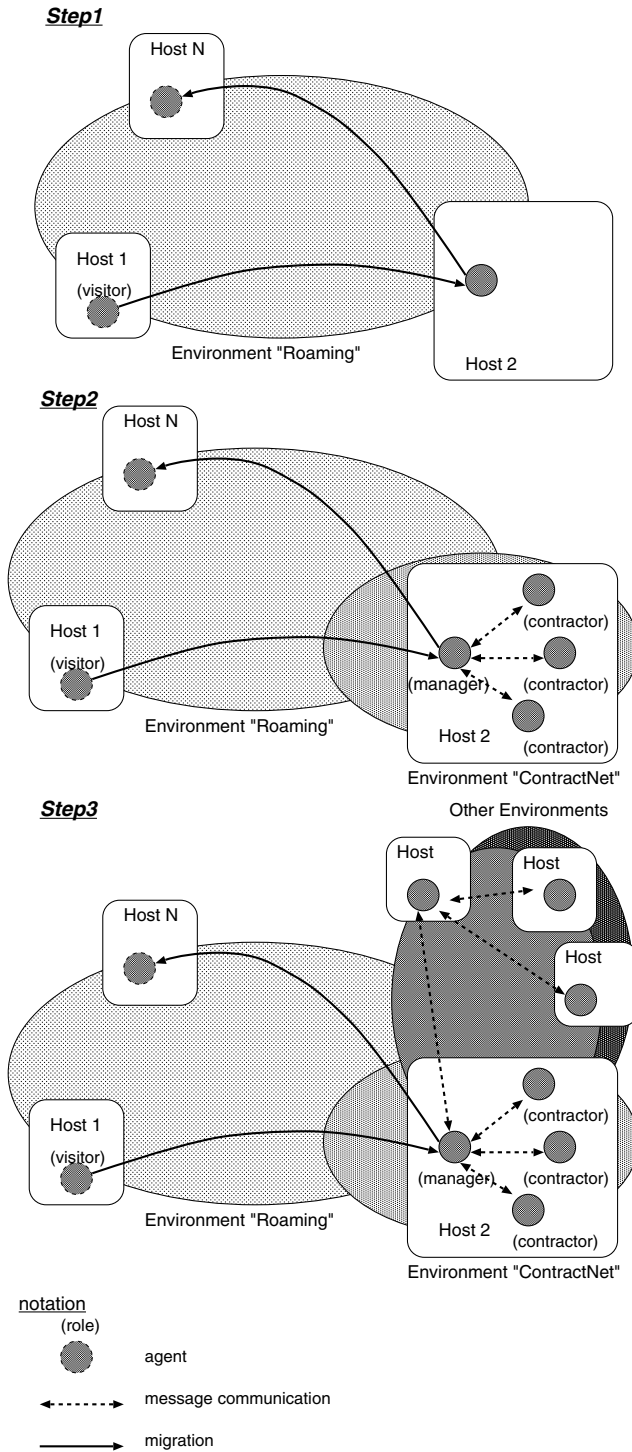 Step1
Host N
Host 1
(visitor)
Environment "Roaming"
Host 2
Step2
Host N
Host 1
(visitor)
(contractor)
(manager)
(contractor)
Host 2
(contractor)
Environment "Roaming"
Environment "ContractNet"
Step3
Other Environments
Host
Host
Host N
Host
Host 1
(visitor)
(contractor)
(manager)
(contractor)
Host 2
(contractor)
Environment "Roaming"
Environment "ContractNet"
notation
(role)
agent
message communication
migration